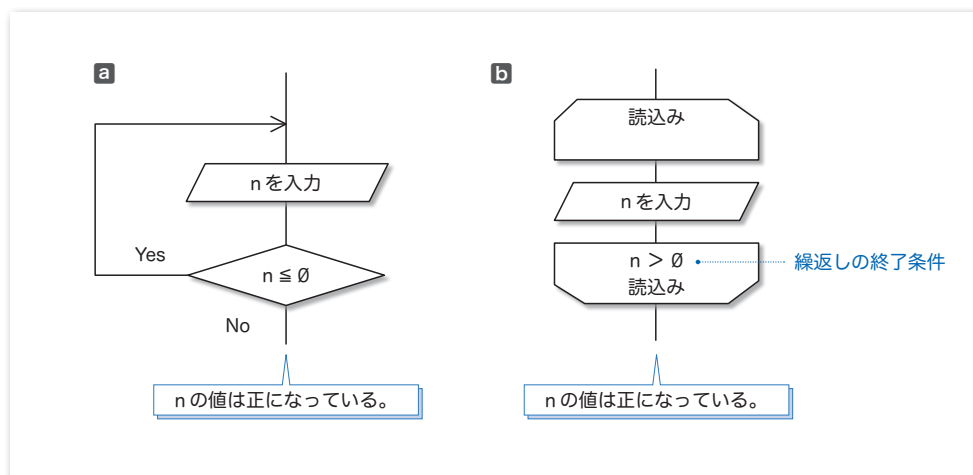 a
nを入力
Yes
n ≦ 0
No
nの値は正になっている。
b
読込み
nを入力
n > 0
繰返しの終了条件
読込み
nの値は正になっている。